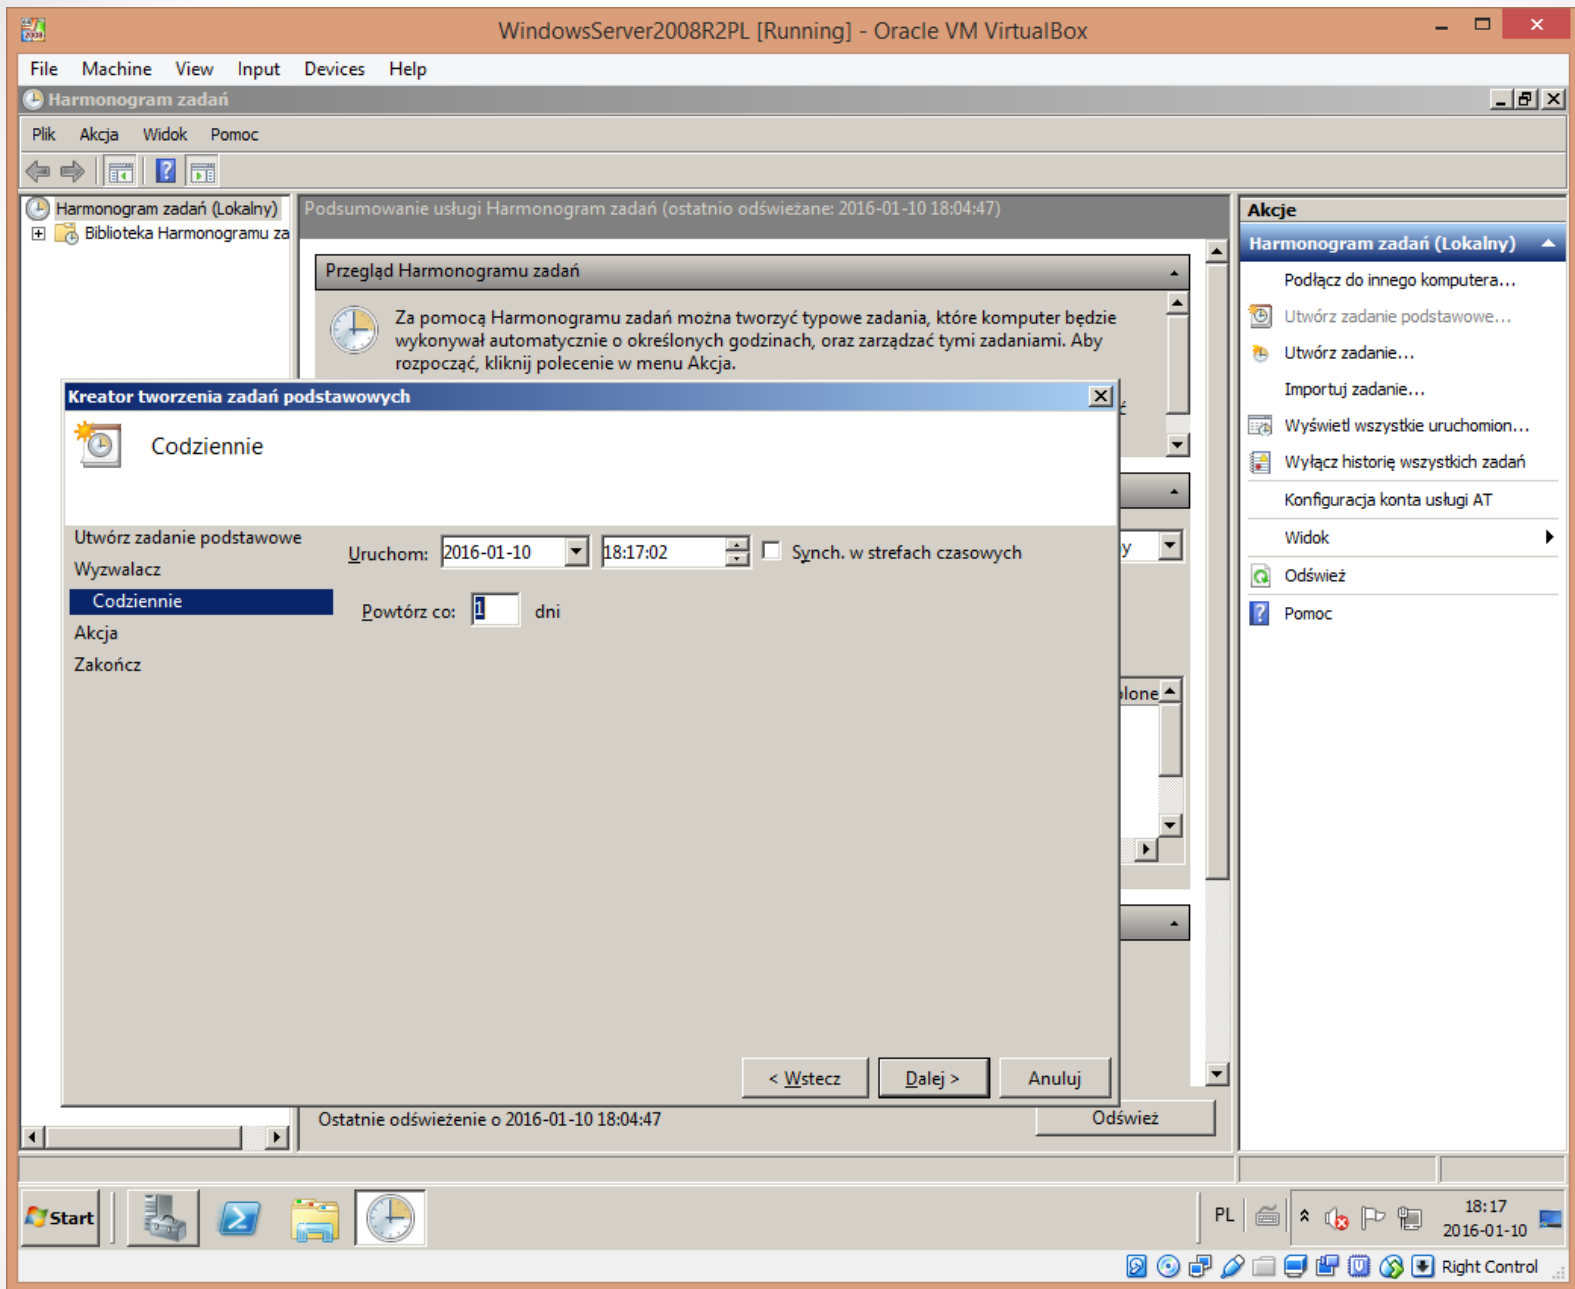 WindowsServer2008R2PL [Running] - Oracle VM VirtualBox
File Machine View Input Devices Help
Harmonogram zadań
Plik Akcja Widok Pomoc
Harmonogram zadań (Lokalny)
Biblioteka Harmonogramu za
Podsumowanie usługi Harmonogram zadań (ostatnio odświeżane: 2016-01-10 18:04:47)
Przegląd Harmonogramu zadań
Za pomocą Harmonogramu zadań można tworzyć typowe zadania, które komputer będzie
wykonywał automatycznie o określonych godzinach, oraz zarządzać tymi zadaniami. Aby
rozpocząć, kliknij polecenie w menu Akcja.
Kreator tworzenia zadań podstawowych
Codziennie
Utwórz zadanie podstawowe
Wyzwalacz
Codziennie
Akcja
Zakończ
Uruchom: 2016-01-10 18:17:02 Synch. w strefach czasowych
Powtórz co: 1 dni
< Wstecz Dalej > Anuluj
Ostatnie odświeżenie o 2016-01-10 18:04:47 Odśwież
Akcje
Harmonogram zadań (Lokalny)
Podłącz do innego komputera...
Utwórz zadanie podstawowe...
Utwórz zadanie...
Importuj zadanie...
Wyświetl wszystkie uruchomion...
Wyłącz historię wszystkich zadań
Konfiguracja konta usługi AT
Widok
Odśwież
Pomoc
Start
PL
18:17
2016-01-10
Right Control